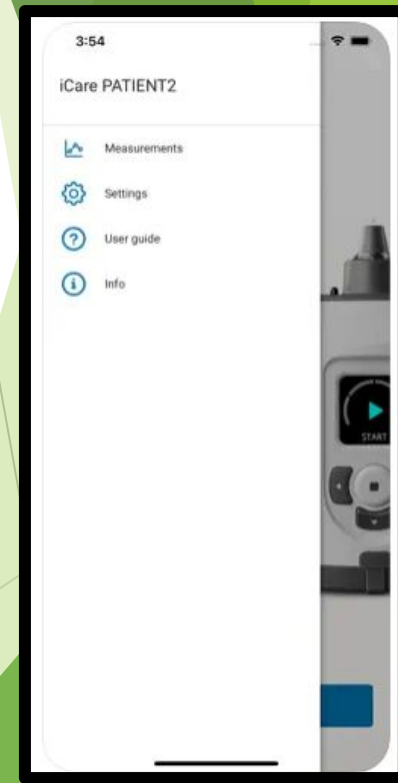 3:54
iCare PATIENT2
Measurements
Settings
User guide
Info
START